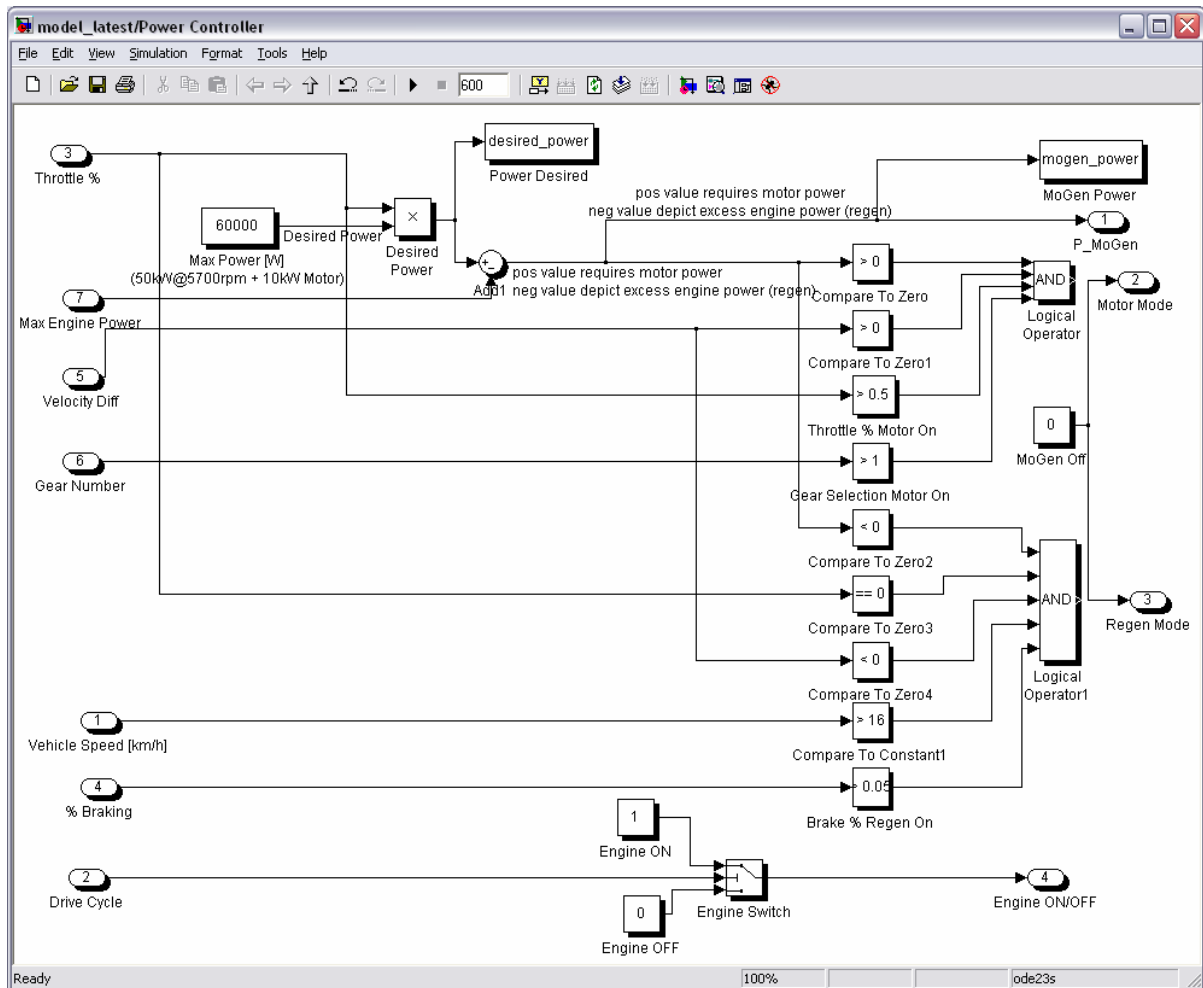 model_latest/Power Controller
File Edit View Simulation Format Tools Help
600
3
Throttle %
desired_power
Power Desired
mogen_power
MoGen Power
pos value requires motor power
neg value depict excess engine power (regen)
1
P_MoGen
60000
Max Power [W]
(50kW@5700rpm + 10kW Motor)
Desired Power
×
Desired
Power
+
-
Add1
pos value requires motor power
neg value depict excess engine power (regen)
7
Max Engine Power
> 0
Compare To Zero
AND
Logical
Operator
2
Motor Mode
> 0
Compare To Zero1
5
Velocity Diff
> 0.5
Throttle % Motor On
0
MoGen Off
6
Gear Number
> 1
Gear Selection Motor On
< 0
Compare To Zero2
== 0
Compare To Zero3
AND
Logical
Operator1
3
Regen Mode
< 0
Compare To Zero4
1
Vehicle Speed [km/h]
> 16
Compare To Constant1
4
% Braking
> 0.05
Brake % Regen On
1
Engine ON
2
Drive Cycle
Engine Switch
4
Engine ON/OFF
0
Engine OFF
Ready
100%
ode23s